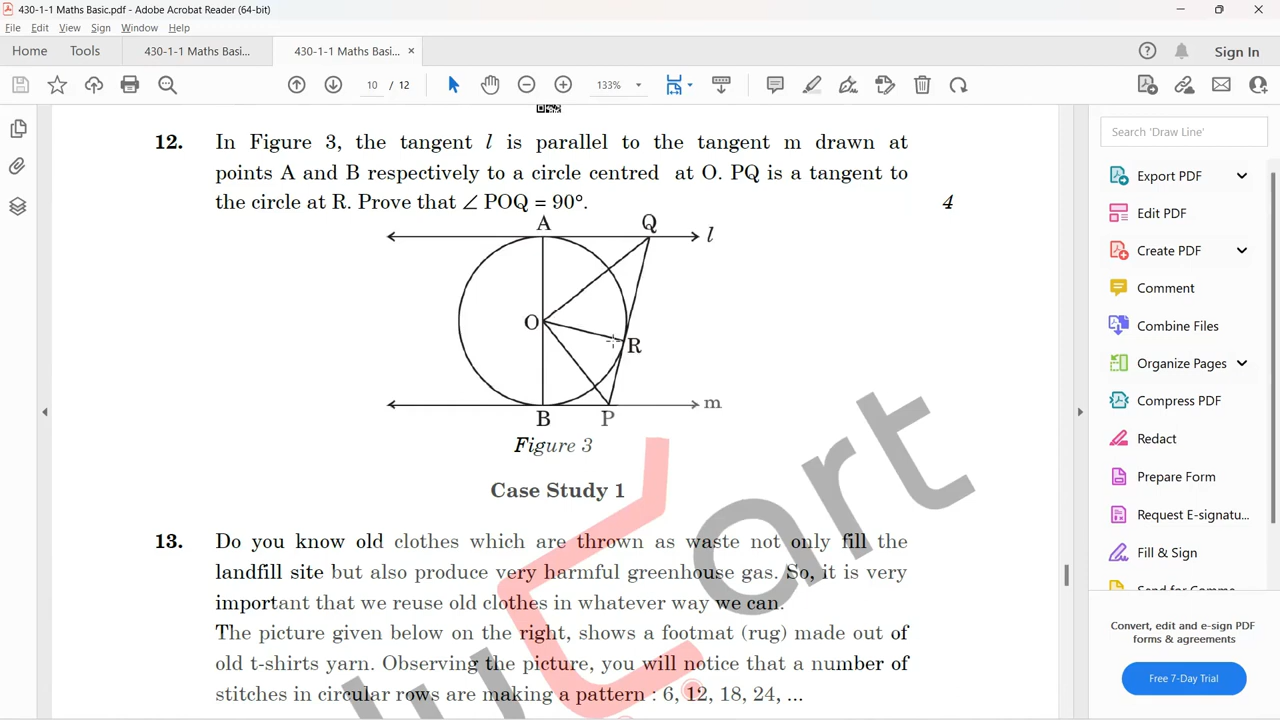 430-1-1 Maths Basic.pdf - Adobe Acrobat Reader (64-bit)
File Edit View Sign Window Help
Home Tools 430-1-1 Maths Basi... 430-1-1 Maths Basi... × Sign In
10 / 12 133%
12. In Figure 3, the tangent l is parallel to the tangent m drawn at
points A and B respectively to a circle centred at O. PQ is a tangent to
the circle at R. Prove that ∠ POQ = 90°. 4
A Q
l
O
R
m
B P
Figure 3
Case Study 1
13. Do you know old clothes which are thrown as waste not only fill the
landfill site but also produce very harmful greenhouse gas. So, it is very
important that we reuse old clothes in whatever way we can.
The picture given below on the right, shows a footmat (rug) made out of
old t-shirts yarn. Observing the picture, you will notice that a number of
stitches in circular rows are making a pattern : 6, 12, 18, 24, ...
Search 'Draw Line'
Export PDF
Edit PDF
Create PDF
Comment
Combine Files
Organize Pages
Compress PDF
Redact
Prepare Form
Request E-signatu...
Fill & Sign
Convert, edit and e-sign PDF
forms & agreements
Free 7-Day Trial